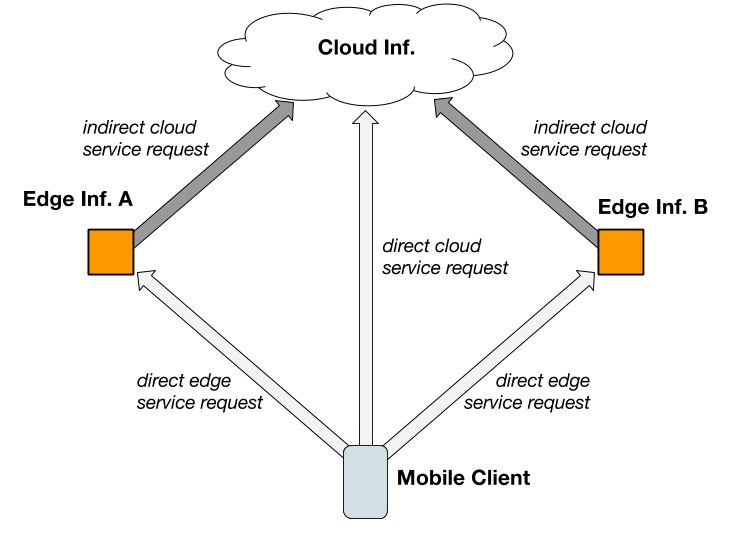 Cloud Inf.
indirect cloud
service request
indirect cloud
service request
Edge Inf. A
Edge Inf. B
direct cloud
service request
direct edge
service request
direct edge
service request
Mobile Client